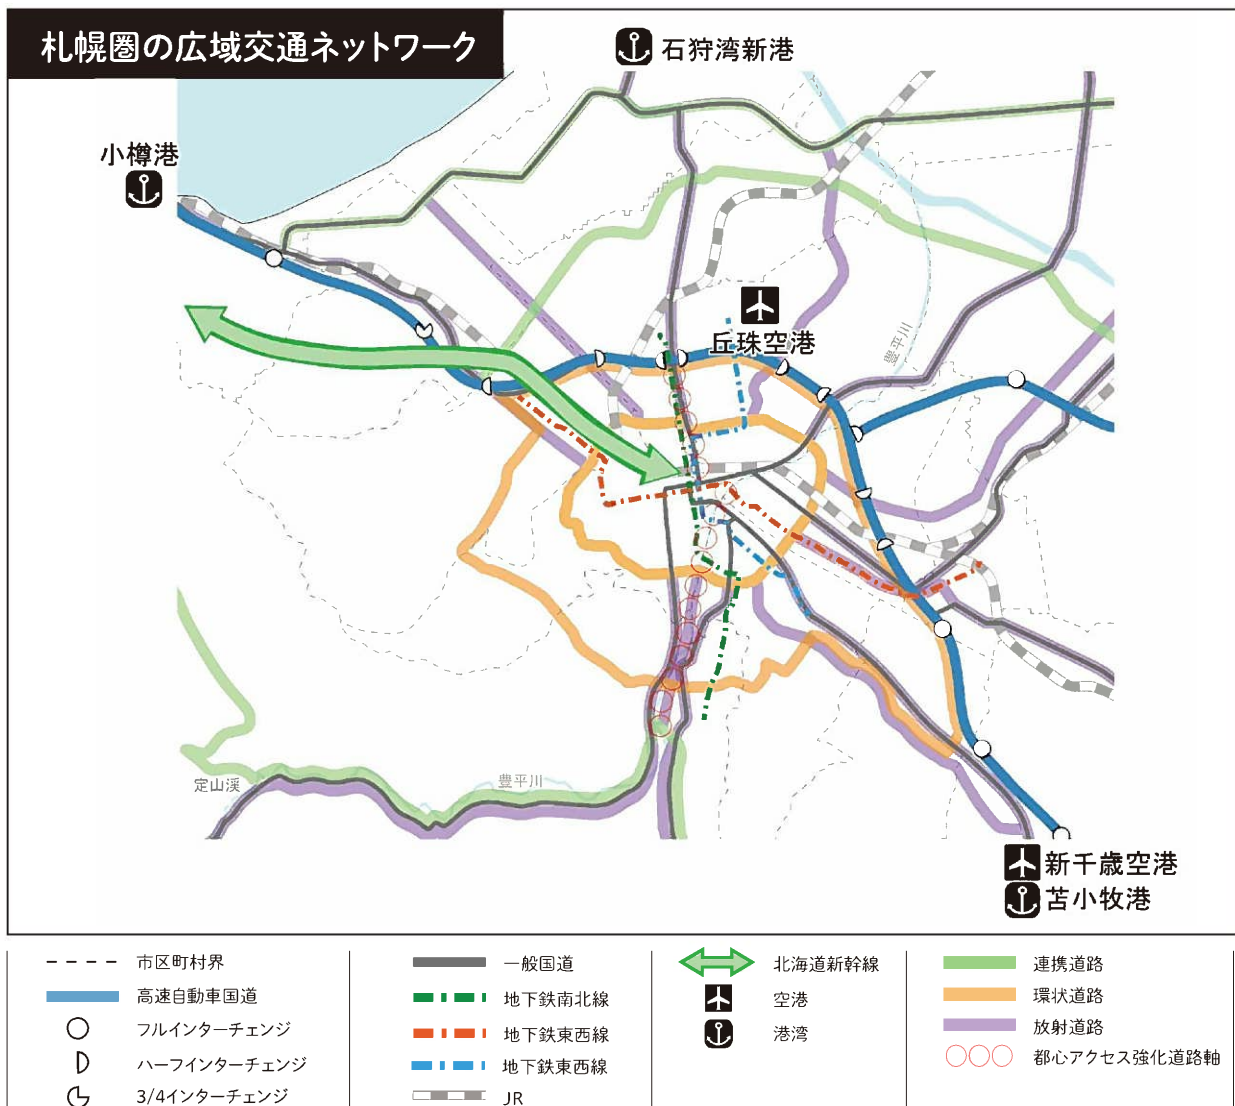 札幌圏の広域交通ネットワーク
石狩湾新港
小樽港
丘珠空港
豊平川
定山渓
豊平川
新千歳空港
苫小牧港
市区町村界
高速自動車国道
フルインターチェンジ
ハーフインターチェンジ
3/4インターチェンジ
一般国道
地下鉄南北線
地下鉄東西線
地下鉄東西線
JR
北海道新幹線
空港
港湾
連携道路
環状道路
放射道路
都心アクセス強化道路軸